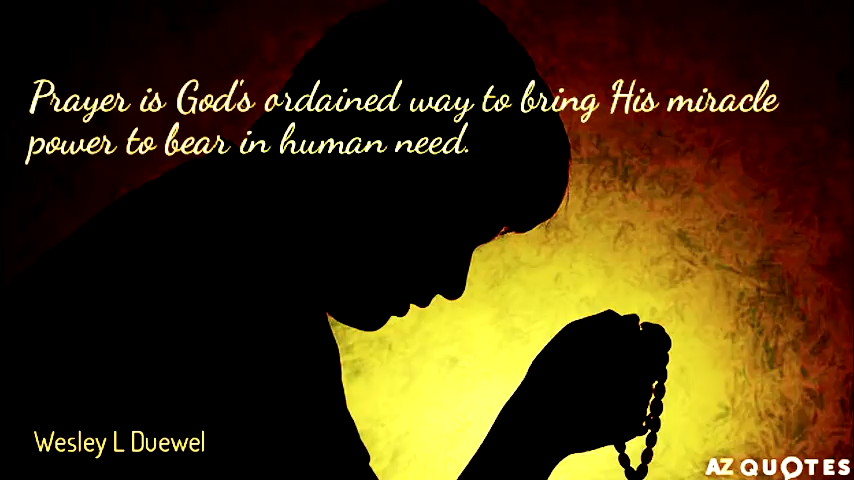 Prayer is God's ordained way to bring His miracle
power to bear in human need.
Wesley L Duewel
AZ QUOTES